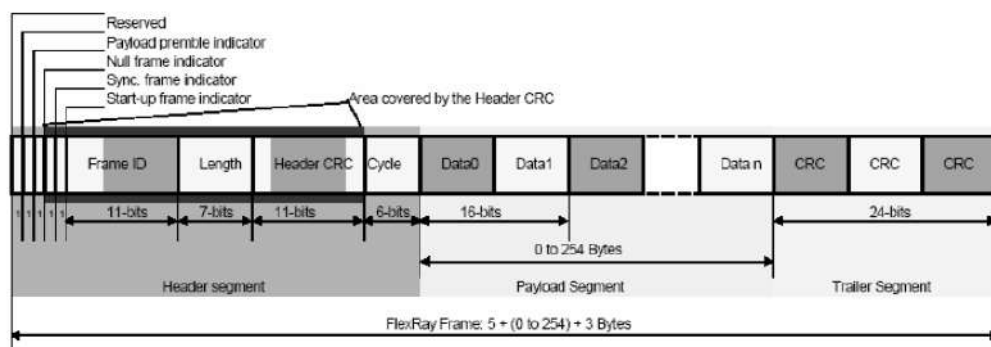 Reserved
Payload premble indicator
Null frame indicator
Sync. frame indicator
Start-up frame indicator
Area covered by the Header CRC
Frame ID Length Header CRC Cycle Data0 Data1 Data2 Data n CRC CRC CRC
1 1 1 1 1 11-bits 7-bits 11-bits 6-bits 16-bits 24-bits
0 to 254 Bytes
Header segment Payload Segment Trailer Segment
FlexRay Frame: 5 + (0 to 254) + 3 Bytes